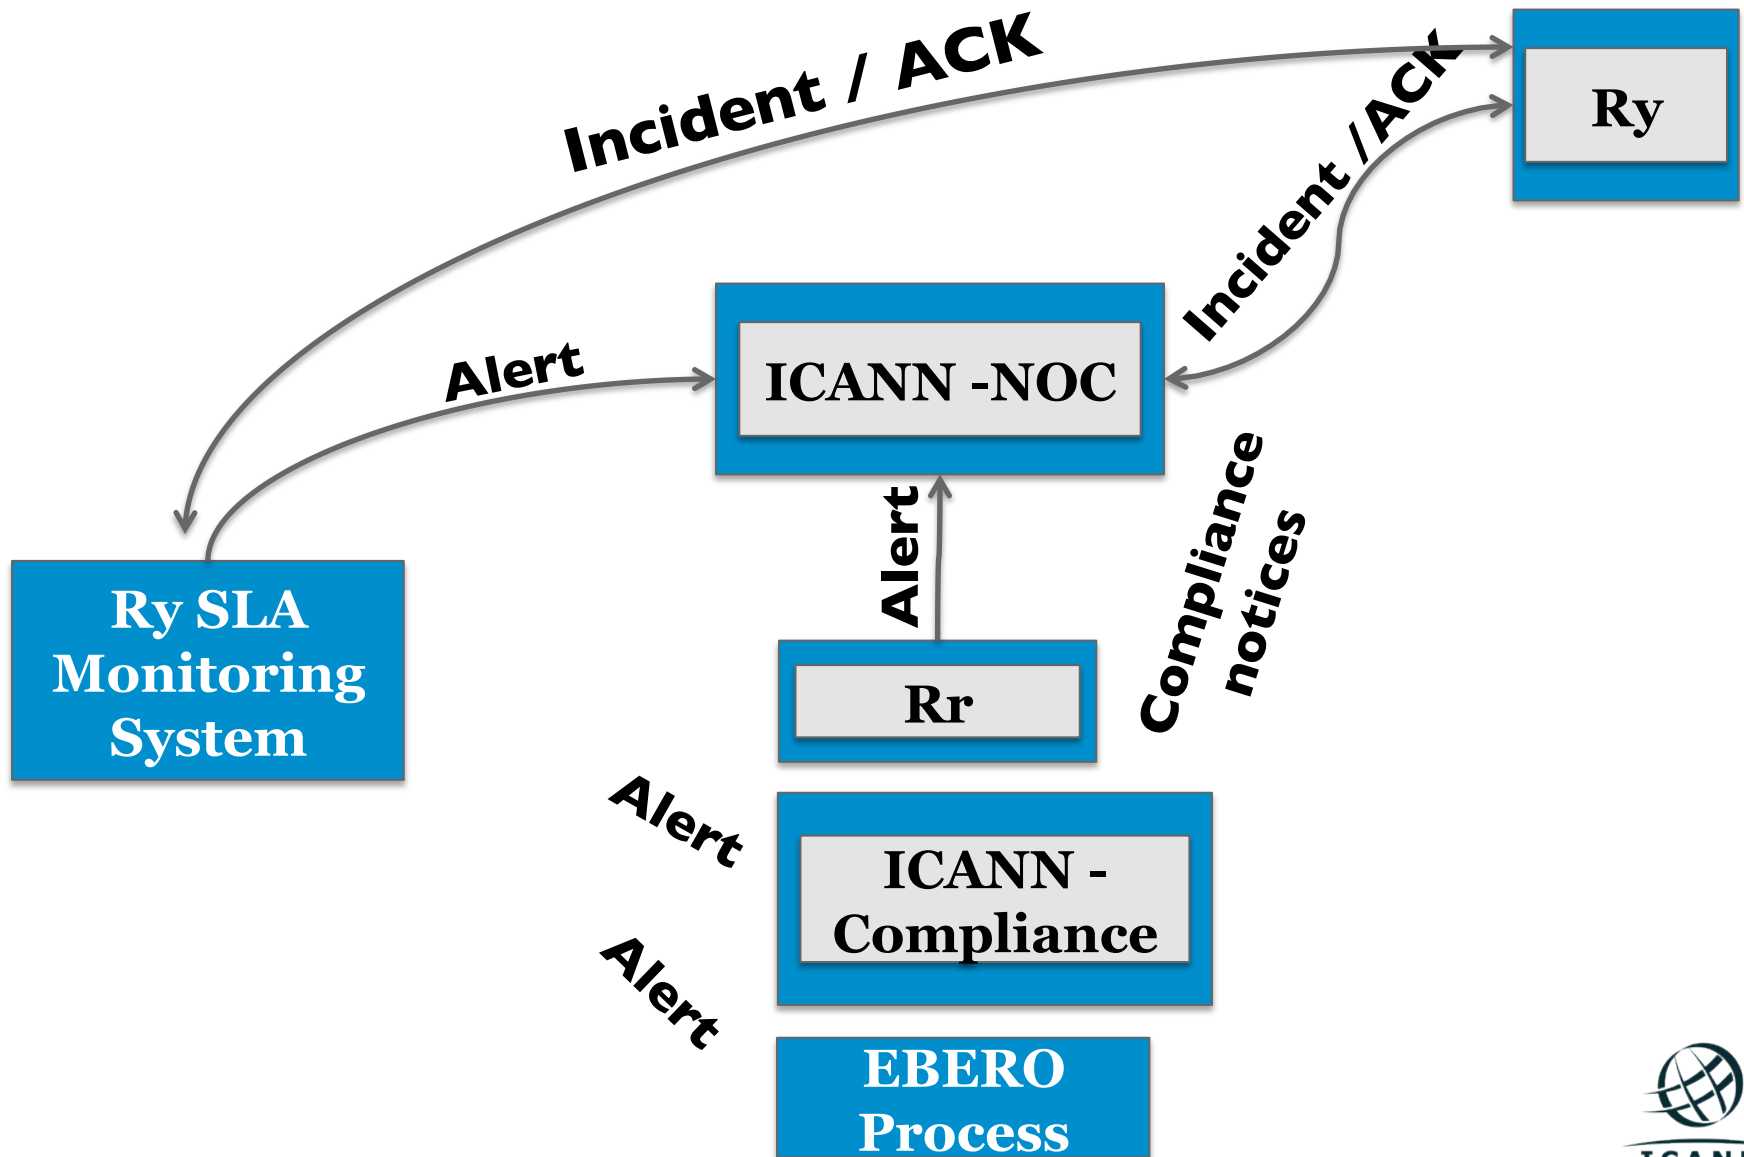 Incident / ACK
Ry
Incident /ACK
ICANN -NOC
Alert
Alert
Compliance
notices
Ry SLA
Monitoring
System
Rr
Alert
ICANN -
Compliance
Alert
EBERO
Process